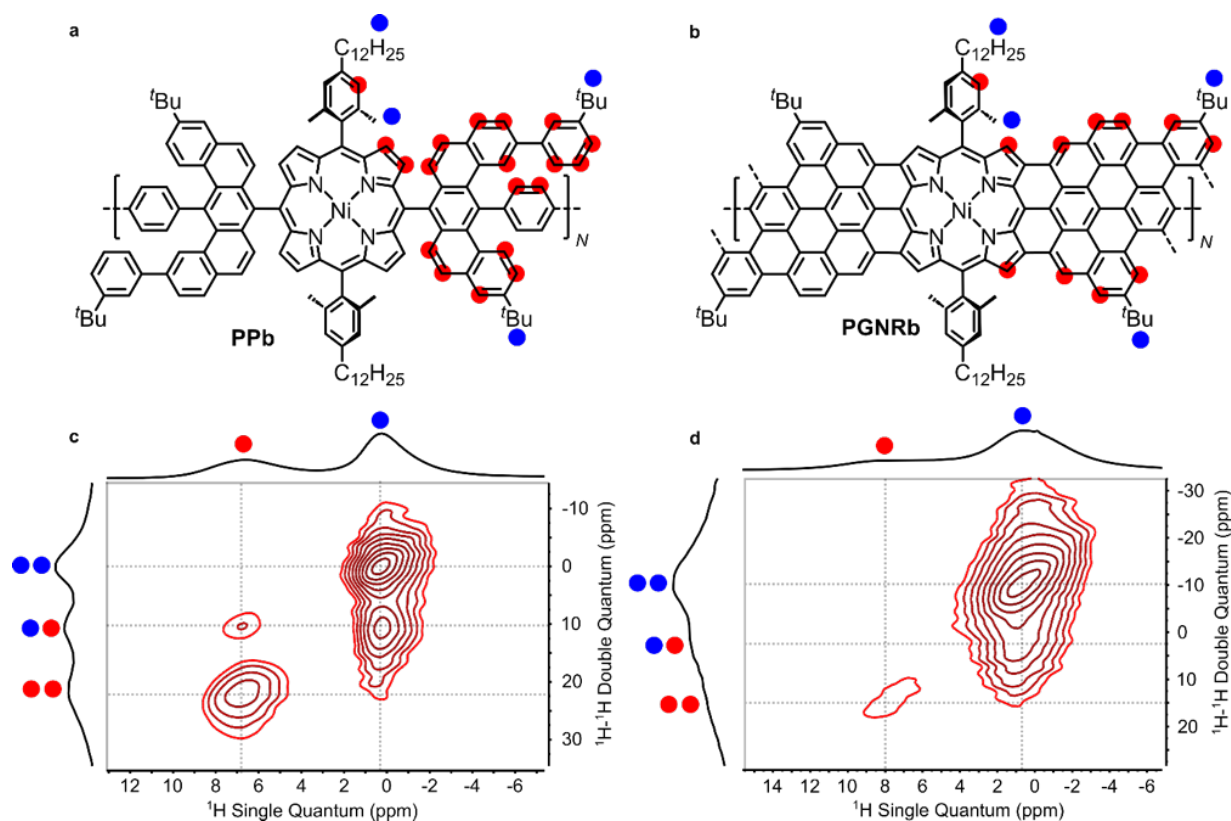 a
C12H25
tBu
tBu
N
N
Ni
N
N
N
tBu
PPb
tBu
C12H25
b
C12H25
tBu
tBu
N
N
Ni
N
N
N
tBu
PGNRb
tBu
C12H25
c
-10
0
10
20
30
1H-1H Double Quantum (ppm)
12 10 8 6 4 2 0 -2 -4 -6
1H Single Quantum (ppm)
d
-30
-20
-10
0
10
20
1H-1H Double Quantum (ppm)
14 12 10 8 6 4 2 0 -2 -4 -6
1H Single Quantum (ppm)